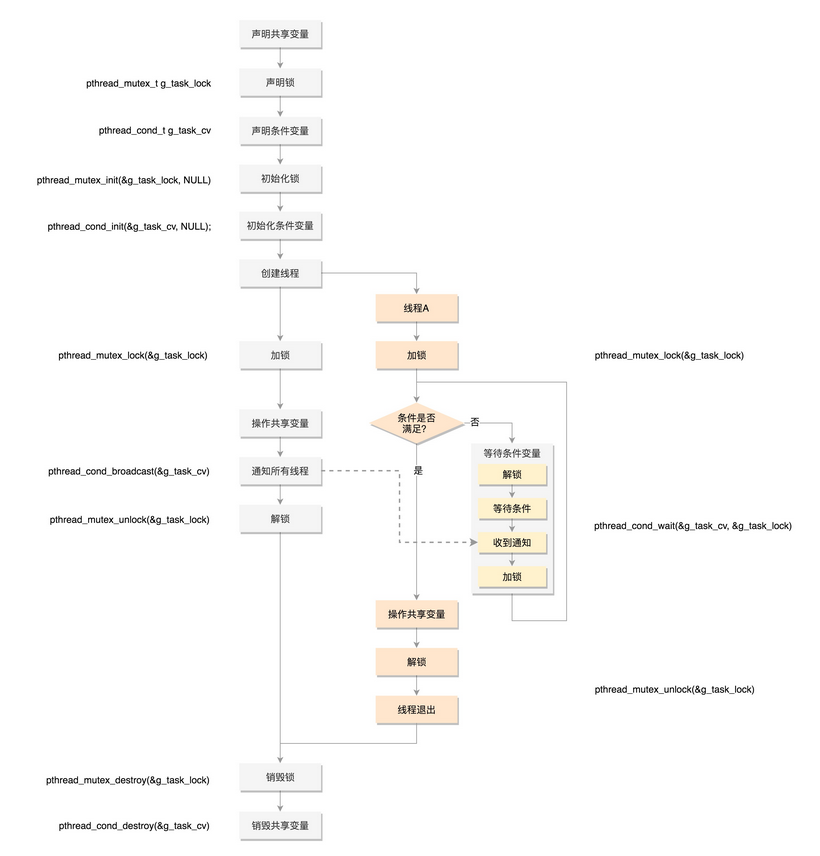 声明共享变量
pthread_mutex_t g_task_lock
声明锁
pthread_cond_t g_task_cv
声明条件变量
pthread_mutex_init(&g_task_lock, NULL)
初始化锁
pthread_cond_init(&g_task_cv, NULL);
初始化条件变量
创建线程
线程A
pthread_mutex_lock(&g_task_lock)
加锁
加锁
pthread_mutex_lock(&g_task_lock)
操作共享变量
条件是否
满足?
否
等待条件变量
pthread_cond_broadcast(&g_task_cv)
通知所有线程
是
解锁
pthread_mutex_unlock(&g_task_lock)
解锁
等待条件
pthread_cond_wait(&g_task_cv, &g_task_lock)
收到通知
加锁
操作共享变量
解锁
pthread_mutex_unlock(&g_task_lock)
线程退出
pthread_mutex_destroy(&g_task_lock)
销毁锁
pthread_cond_destroy(&g_task_cv)
销毁共享变量